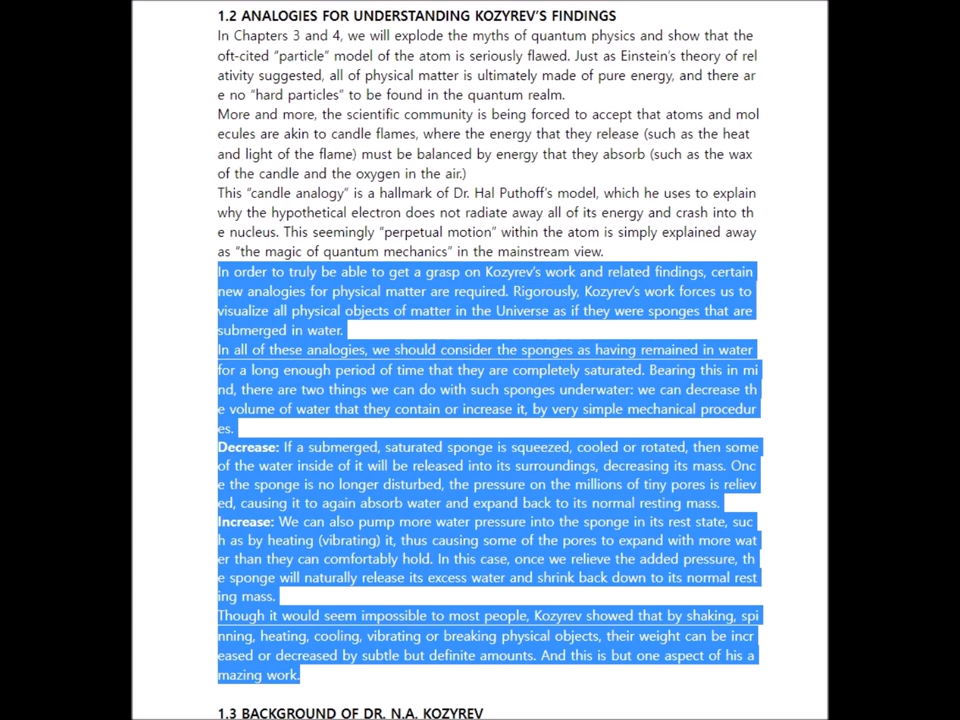 1.2 ANALOGIES FOR UNDERSTANDING KOZYREV'S FINDINGS
In Chapters 3 and 4, we will explode the myths of quantum physics and show that the
oft-cited “particle” model of the atom is seriously flawed. Just as Einstein’s theory of rel
ativity suggested, all of physical matter is ultimately made of pure energy, and there ar
e no “hard particles” to be found in the quantum realm.
More and more, the scientific community is being forced to accept that atoms and mol
ecules are akin to candle flames, where the energy that they release (such as the heat
and light of the flame) must be balanced by energy that they absorb (such as the wax
of the candle and the oxygen in the air.)
This “candle analogy” is a hallmark of Dr. Hal Puthoff’s model, which he uses to explain
why the hypothetical electron does not radiate away all of its energy and crash into th
e nucleus. This seemingly “perpetual motion” within the atom is simply explained away
as “the magic of quantum mechanics” in the mainstream view.
In order to truly be able to get a grasp on Kozyrev’s work and related findings, certain
new analogies for physical matter are required. Rigorously, Kozyrev’s work forces us to
visualize all physical objects of matter in the Universe as if they were sponges that are
submerged in water.
In all of these analogies, we should consider the sponges as having remained in water
for a long enough period of time that they are completely saturated. Bearing this in mi
nd, there are two things we can do with such sponges underwater: we can decrease th
e volume of water that they contain or increase it, by very simple mechanical procedur
es.
Decrease: If a submerged, saturated sponge is squeezed, cooled or rotated, then some
of the water inside of it will be released into its surroundings, decreasing its mass. Onc
e the sponge is no longer disturbed, the pressure on the millions of tiny pores is reliev
ed, causing it to again absorb water and expand back to its normal resting mass.
Increase: We can also pump more water pressure into the sponge in its rest state, suc
h as by heating (vibrating) it, thus causing some of the pores to expand with more wat
er than they can comfortably hold. In this case, once we relieve the added pressure, th
e sponge will naturally release its excess water and shrink back down to its normal rest
ing mass.
Though it would seem impossible to most people, Kozyrev showed that by shaking, spi
nning, heating, cooling, vibrating or breaking physical objects, their weight can be incr
eased or decreased by subtle but definite amounts. And this is but one aspect of his a
mazing work.
1.3 BACKGROUND OF DR. N.A. KOZYREV